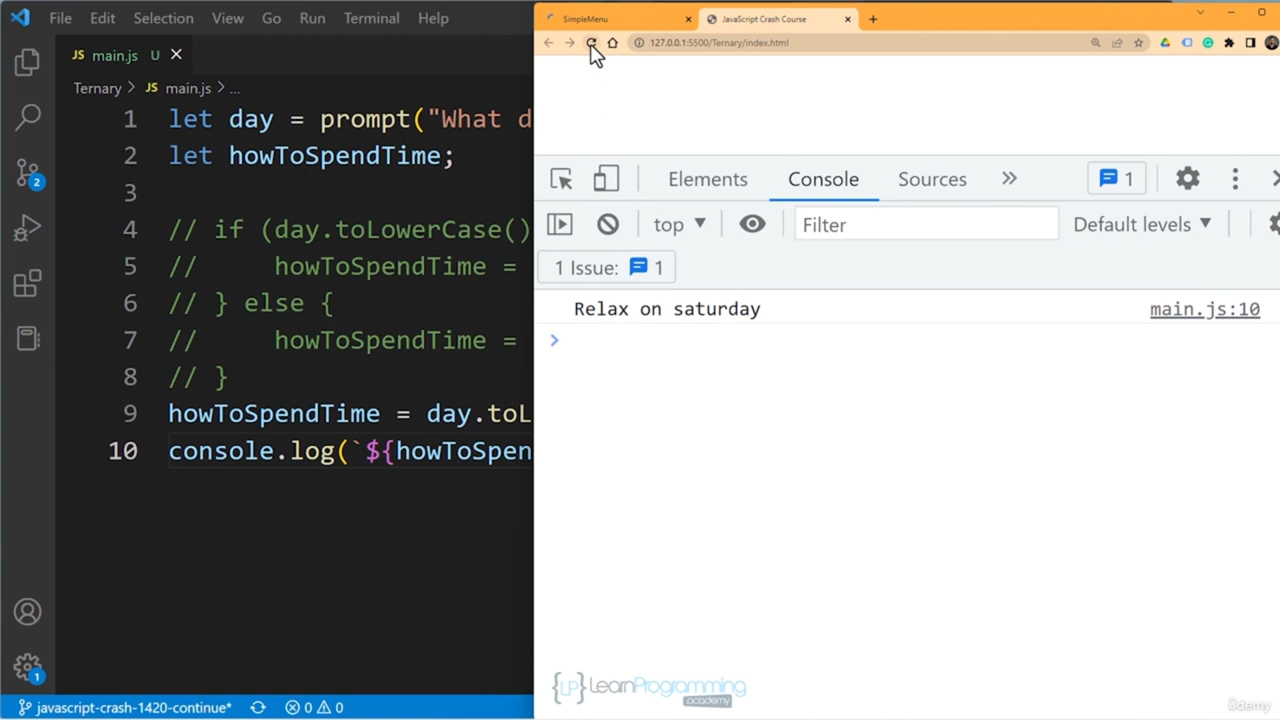 File Edit Selection View Go Run Terminal Help
JS main.js U
Ternary > JS main.js > ...
1 let day = prompt("What d
2 let howToSpendTime;
3
4 // if (day.toLowerCase()
5 //     howToSpendTime =
6 // } else {
7 //     howToSpendTime =
8 // }
9 howToSpendTime = day.toL
10 console.log(`${howToSpen
2
1
javascript-crash-1420-continue* 0 0
SimpleMenu JavaScript Crash Course
127.0.0.1:5500/Ternary/index.html
Elements Console Sources 1
top Filter Default levels
1 Issue: 1
Relax on saturday main.js:10
{LP} LearnProgramming
academy
ûdemy